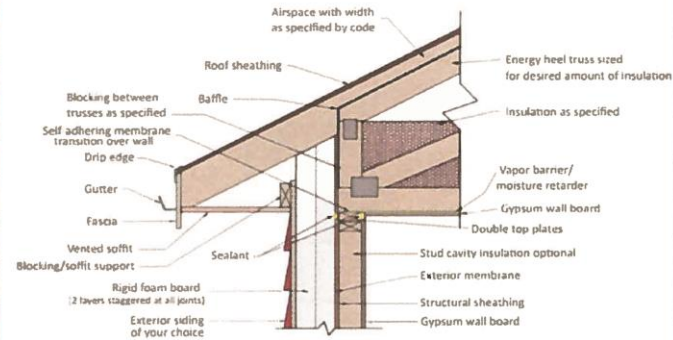 Airspace with width
as specified by code
Roof sheathing
Energy heel truss sized
for desired amount of insulation
Blocking between
trusses as specified
Baffle
Insulation as specified
Self adhering membrane
transition over wall
Drip edge
Vapor barrier/
moisture retarder
Gutter
Gypsum wall board
Fascia
Double top plates
Vented soffit
Sealant
Stud cavity insulation optional
Blocking/soffit support
Exterior membrane
Rigid foam board
(2 layers staggered at all joints)
Structural sheathing
Exterior siding
of your choice
Gypsum wall board